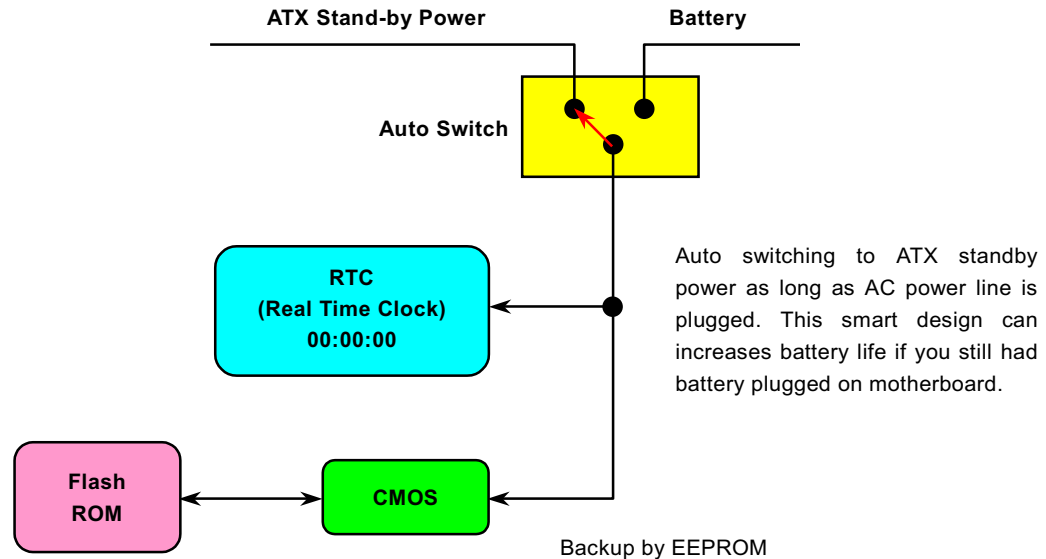 ATX Stand-by Power
Battery
Auto Switch
RTC
(Real Time Clock)
00:00:00
Auto switching to ATX standby
power as long as AC power line is
plugged. This smart design can
increases battery life if you still had
battery plugged on motherboard.
Flash
ROM
CMOS
Backup by EEPROM